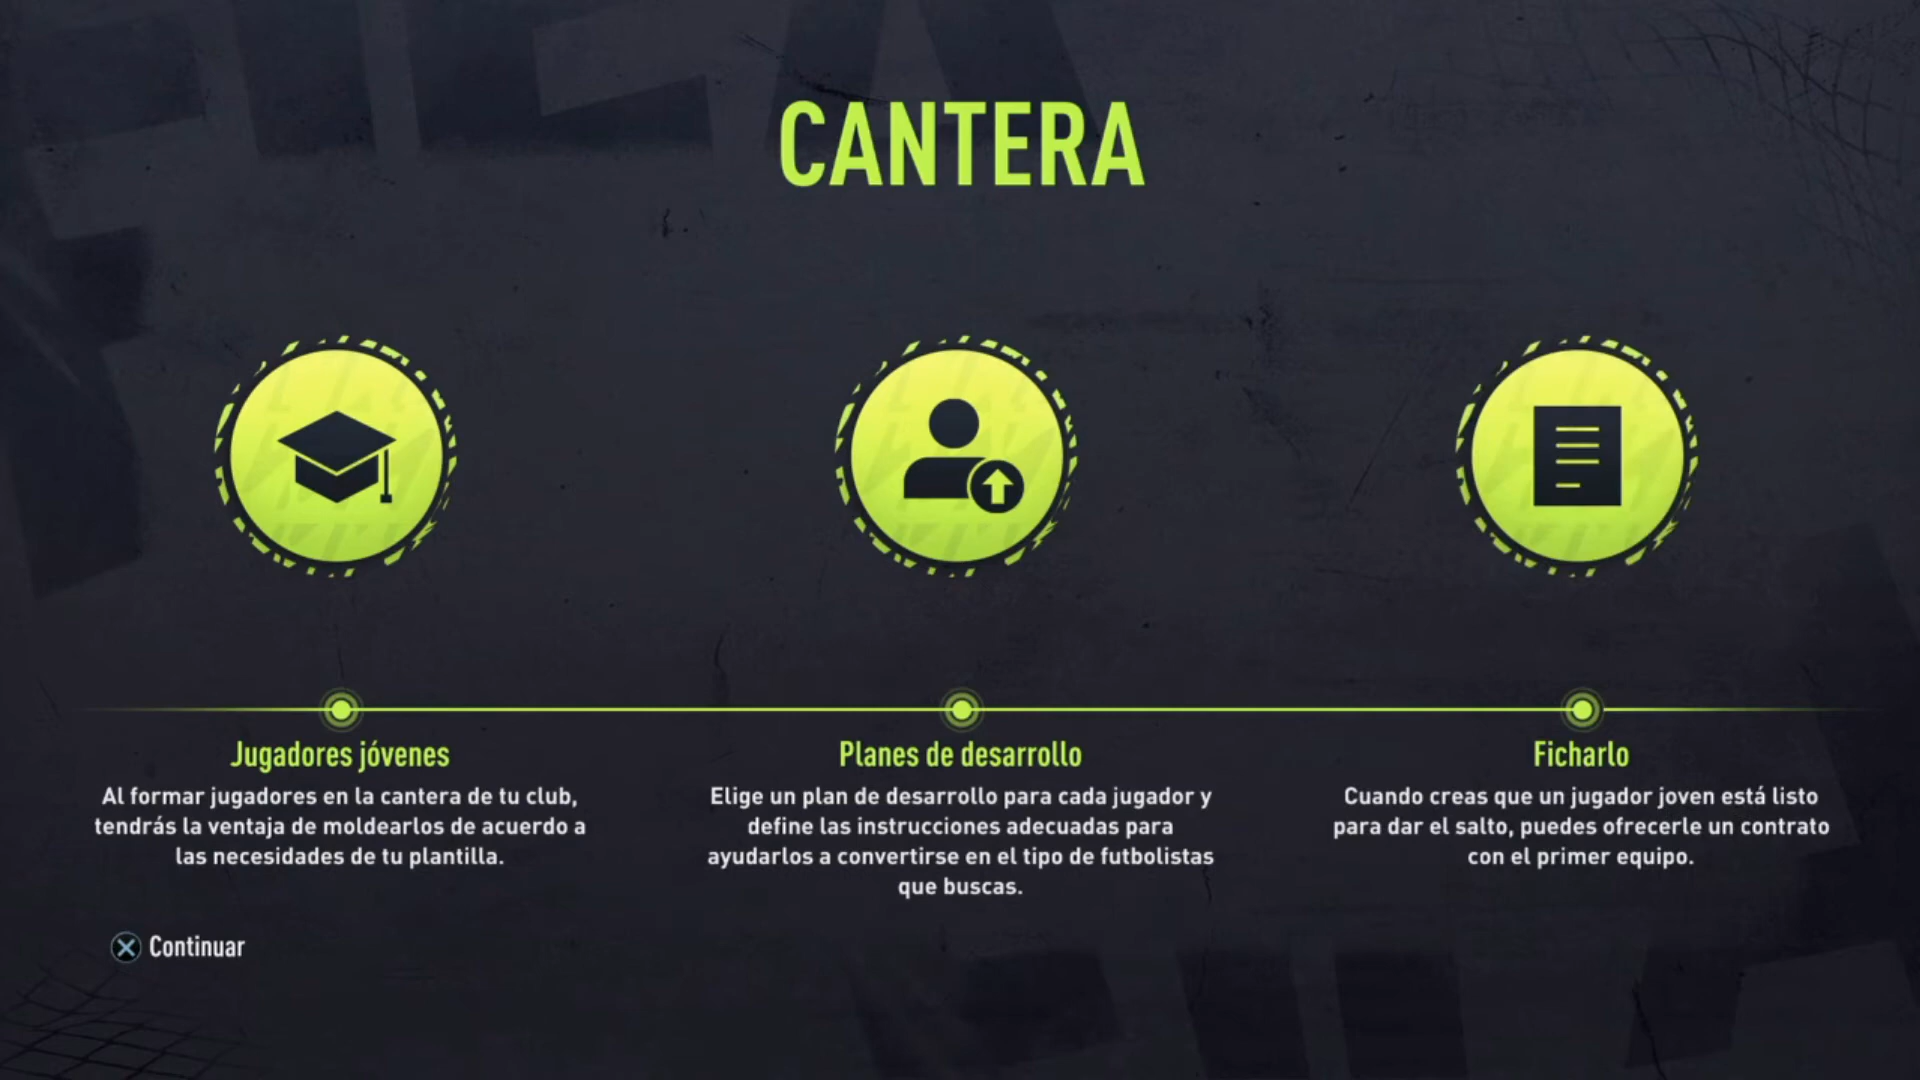 CANTERA
Jugadores jóvenes
Al formar jugadores en la cantera de tu club,
tendrás la ventaja de moldearlos de acuerdo a
las necesidades de tu plantilla.
Planes de desarrollo
Elige un plan de desarrollo para cada jugador y
define las instrucciones adecuadas para
ayudarlos a convertirse en el tipo de futbolistas
que buscas.
Ficharlo
Cuando creas que un jugador joven está listo
para dar el salto, puedes ofrecerle un contrato
con el primer equipo.
Continuar